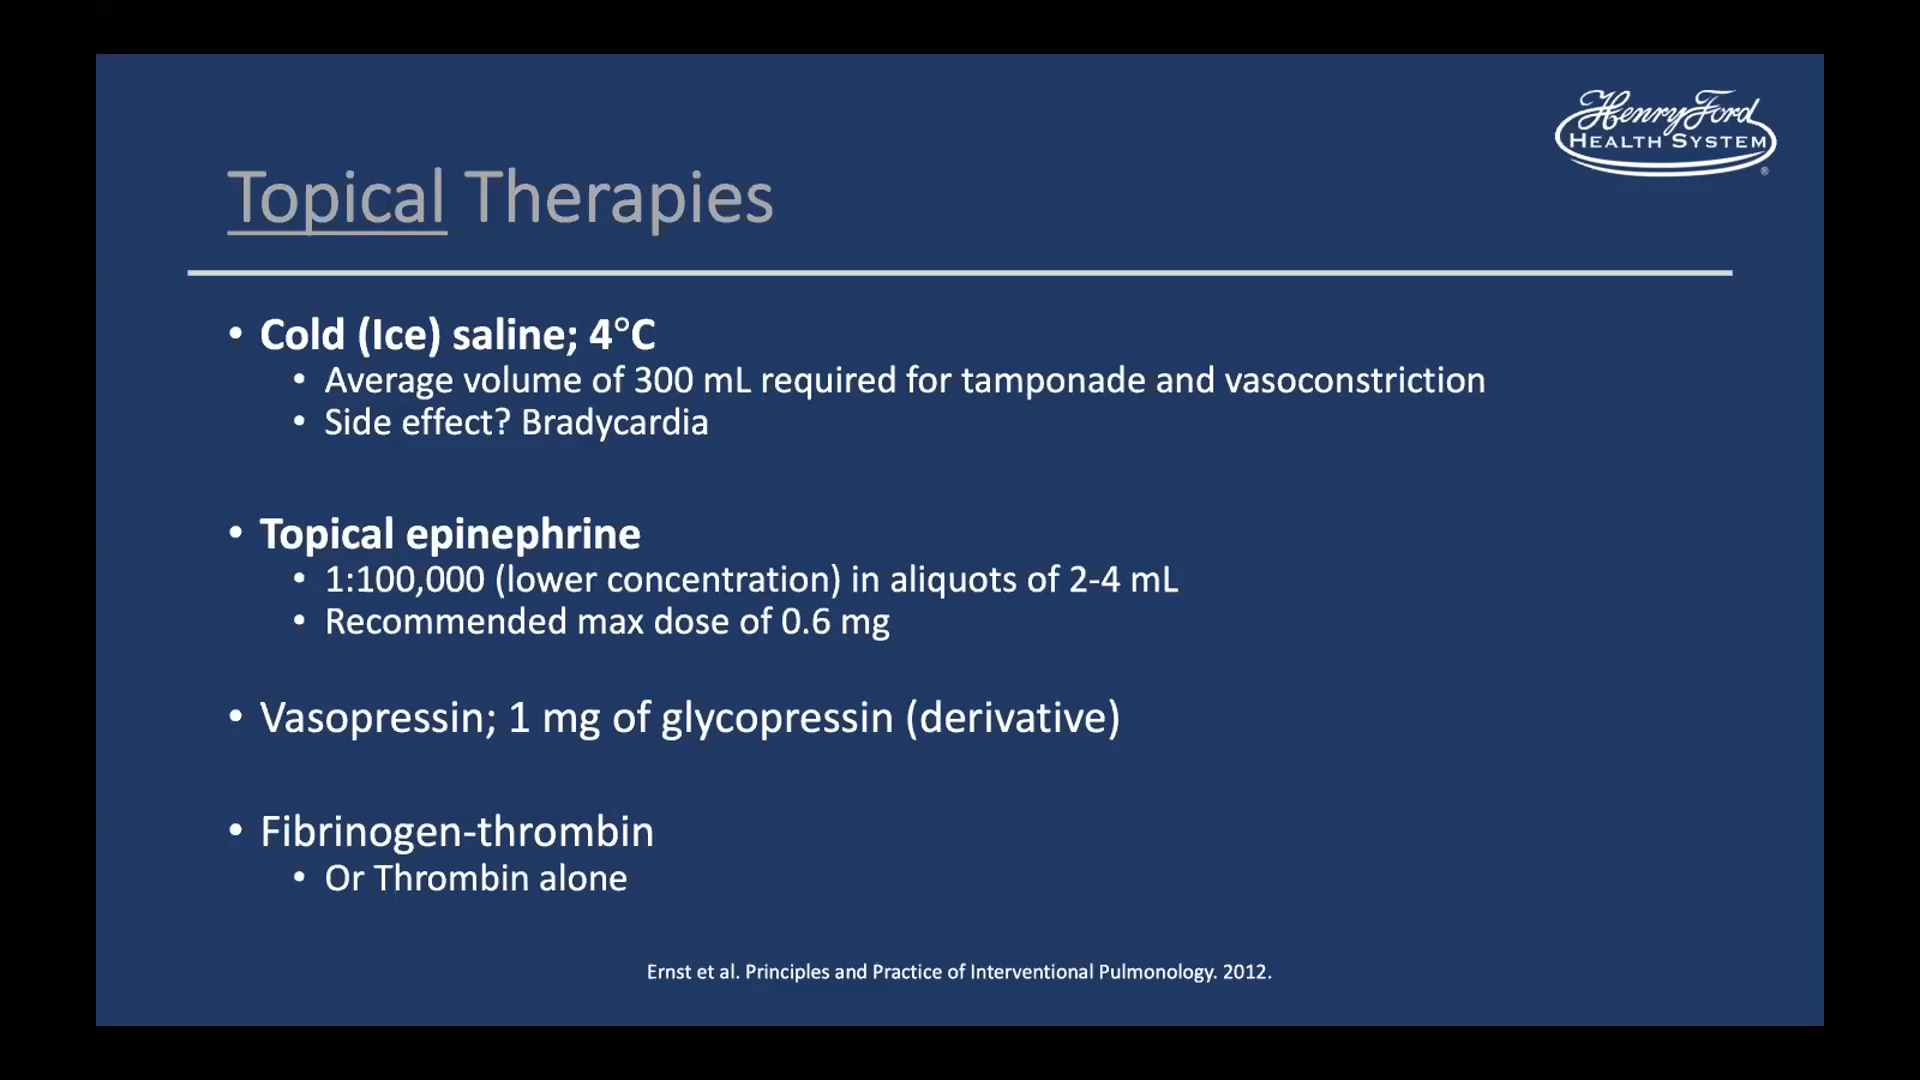 Henry Ford
HEALTH SYSTEM
®
Topical Therapies
• Cold (Ice) saline; 4°C
• Average volume of 300 mL required for tamponade and vasoconstriction
• Side effect? Bradycardia
• Topical epinephrine
• 1:100,000 (lower concentration) in aliquots of 2-4 mL
• Recommended max dose of 0.6 mg
• Vasopressin; 1 mg of glycopressin (derivative)
• Fibrinogen-thrombin
• Or Thrombin alone
Ernst et al. Principles and Practice of Interventional Pulmonology. 2012.